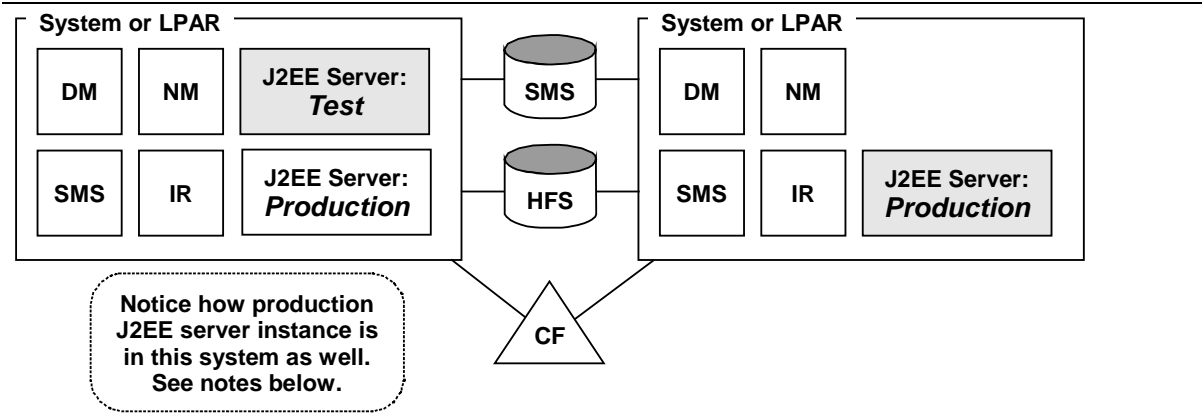 System or LPAR
DM
NM
J2EE Server:
Test
SMS
IR
J2EE Server:
Production
SMS
HFS
System or LPAR
DM
NM
SMS
IR
J2EE Server:
Production
Notice how production
J2EE server instance is
in this system as well.
See notes below.
CF